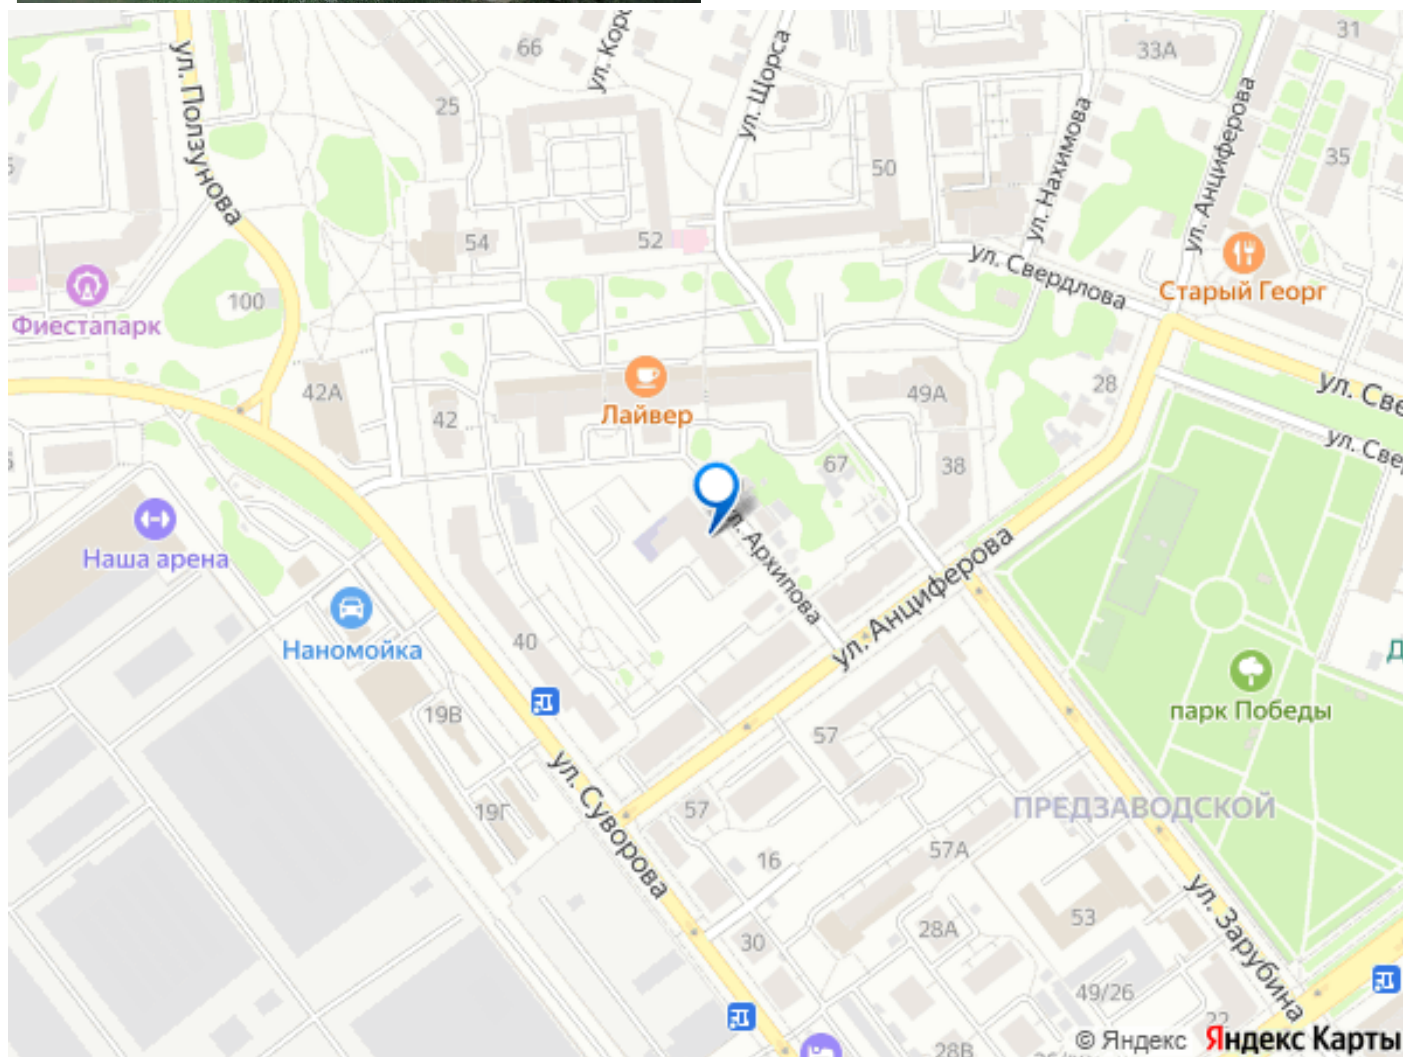 31
66
ул. Коро
33А
ул. Ползунова
25
ул. Щорса
ул. Нахимова
ул. Анциферова
35
50
54
52
ул. Свердлова
Старый Георг
100
Фиестапарк
42А
Лайвер
42
49А
28
ул. Све
ул. Свер
67
38
Наша арена
ул. Архипова
ул. Анциферова
Наномойка
40
Д
парк Победы
19В
57
ул. Суворова
19Г
57
ПРЕДЗАВОДСКОЙ
57А
16
ул. Зарубина
53
28А
30
49/26
22
28В
© Яндекс Яндекс Карты